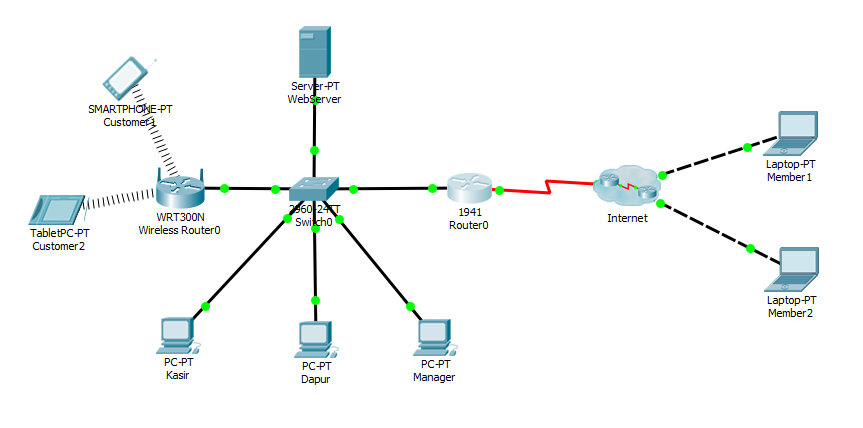 Server-PT
WebServer
SMARTPHONE-PT
Customer1
Laptop-PT
Member1
TabletPC-PT
Customer2
WRT300N
Wireless Router0
2960-24TT
Switch0
1941
Router0
Internet
Laptop-PT
Member2
PC-PT
Kasir
PC-PT
Dapur
PC-PT
Manager